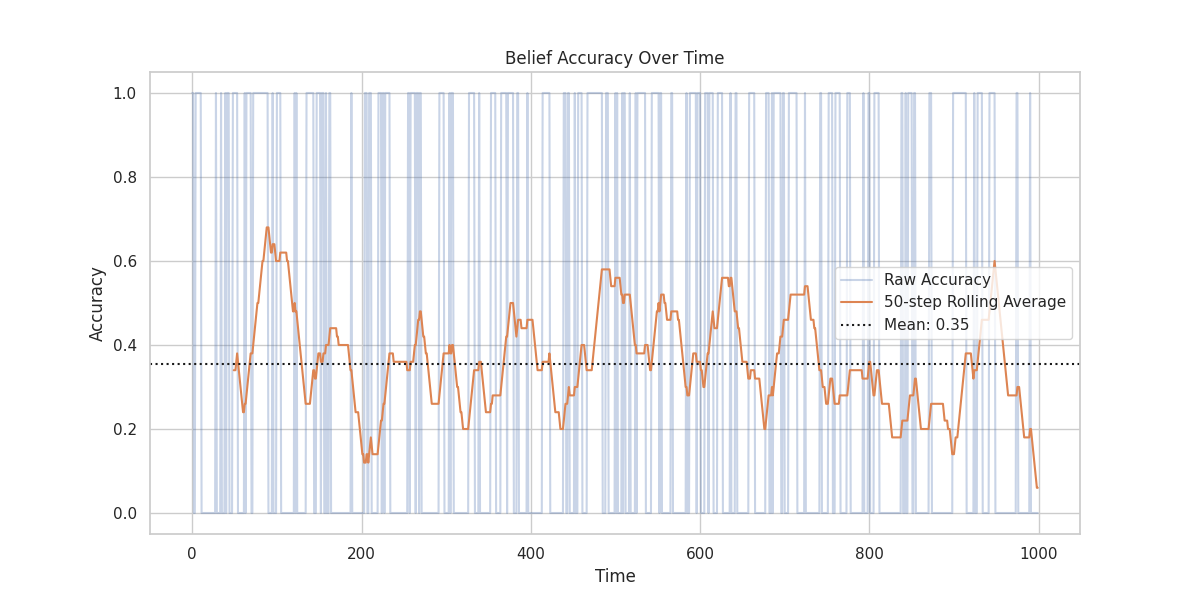 Belief Accuracy Over Time
1.0
0.8
0.6
0.4
0.2
0.0
Accuracy
Raw Accuracy
50-step Rolling Average
Mean: 0.35
0 200 400 600 800 1000
Time